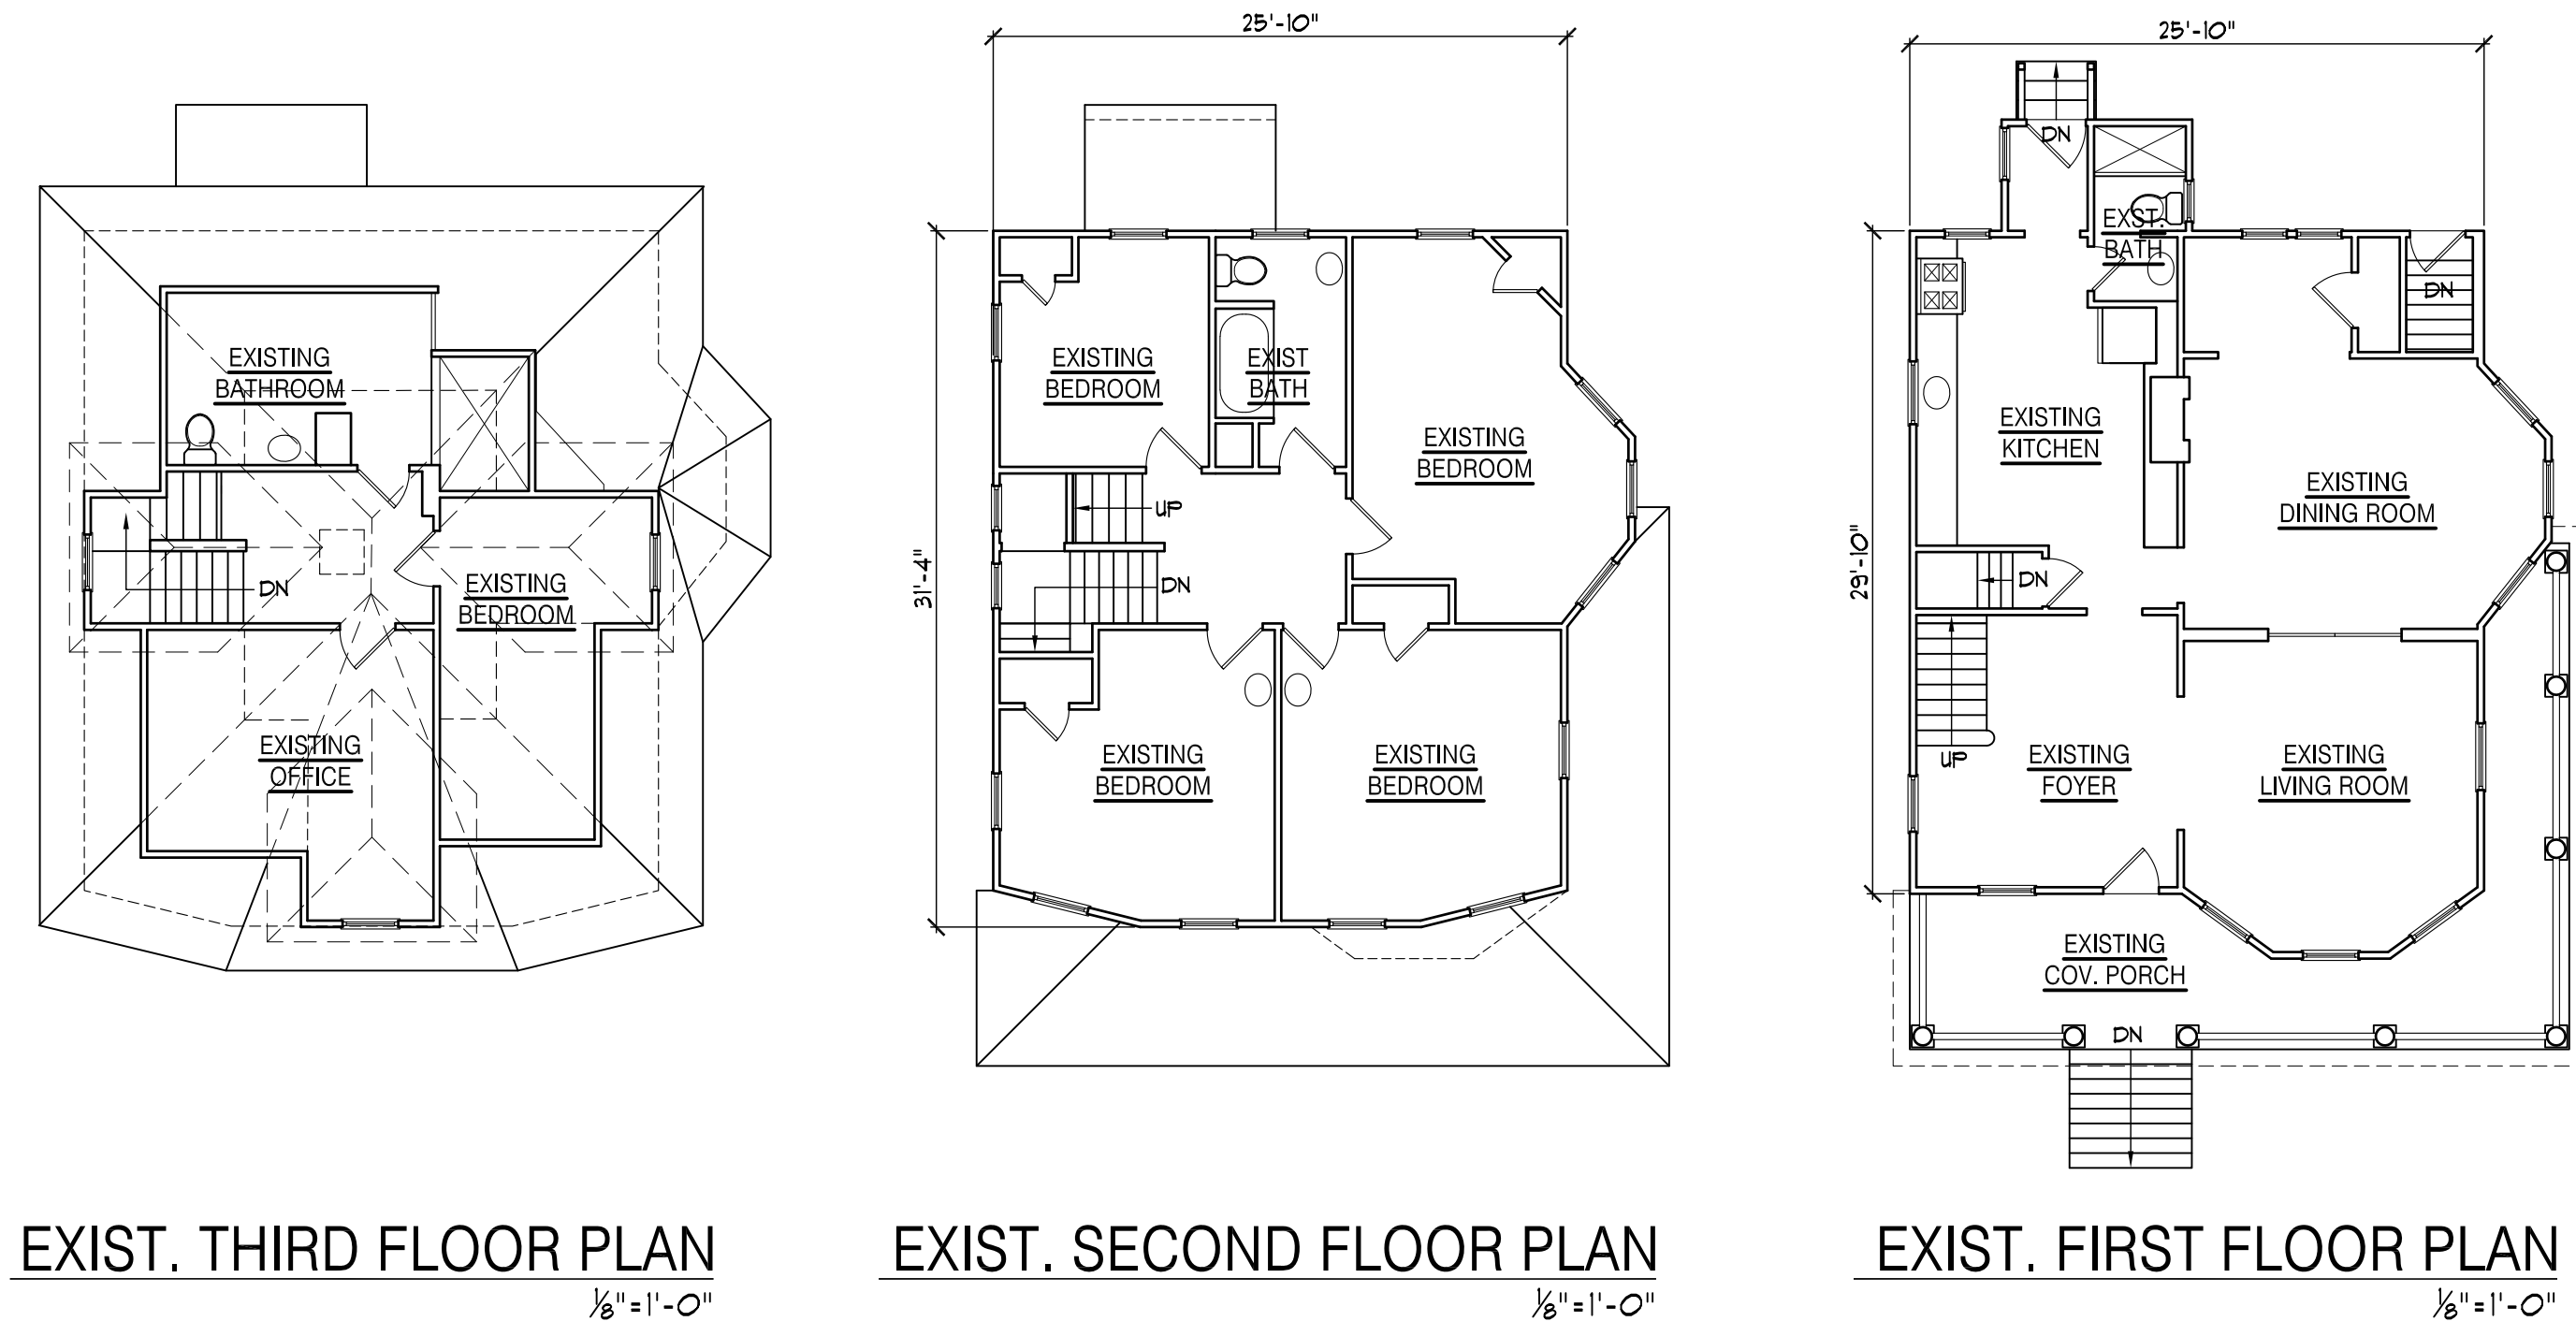 25'-10"
EXISTING
BATHROOM
DN
EXISTING
BEDROOM
EXISTING
OFFICE
EXIST. THIRD FLOOR PLAN
1/8"=1'-0"
31'-4"
EXISTING
BEDROOM
EXIST
BATH
EXISTING
BEDROOM
UP
DN
EXISTING
BEDROOM
EXISTING
BEDROOM
EXIST. SECOND FLOOR PLAN
1/8"=1'-0"
25'-10"
29'-10"
DN
EXST.
BATH
DN
EXISTING
KITCHEN
EXISTING
DINING ROOM
DN
UP
EXISTING
FOYER
EXISTING
LIVING ROOM
EXISTING
COV. PORCH
DN
EXIST. FIRST FLOOR PLAN
1/8"=1'-0"